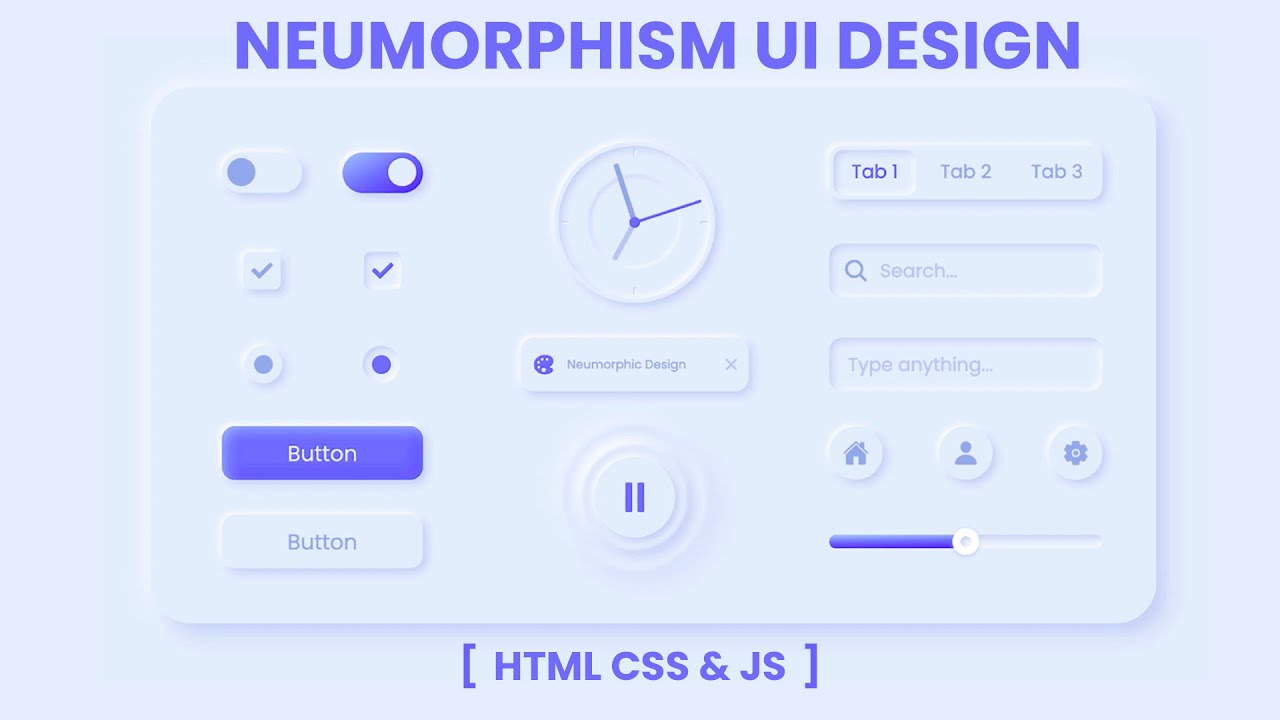 NEUMORPHISM UI DESIGN
Tab 1 Tab 2 Tab 3
Search...
Neumorphic Design
Type anything...
Button
Button
[ HTML CSS & JS ]